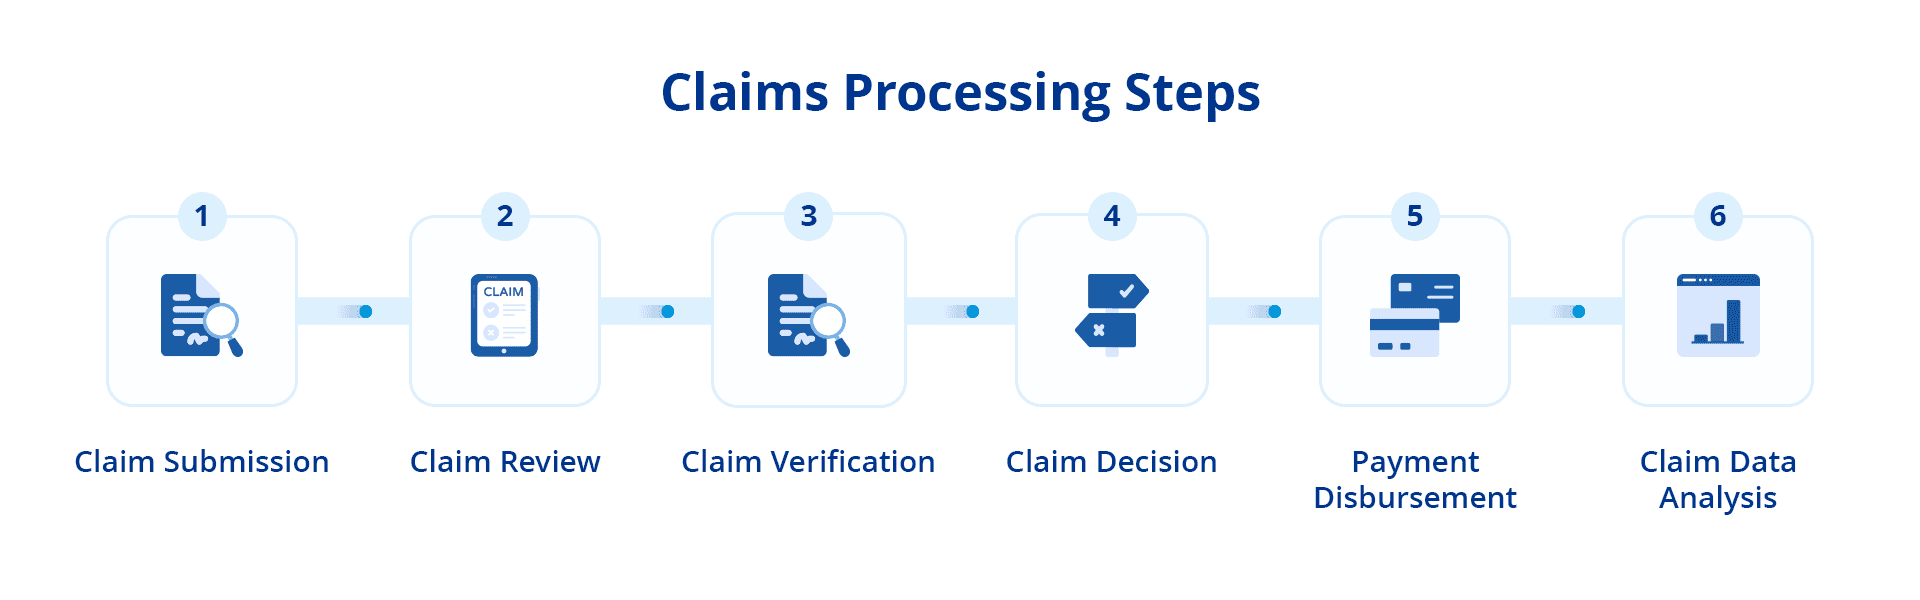 Claims Processing Steps
1
2
3
4
5
6
CLAIM
Claim Submission
Claim Review
Claim Verification
Claim Decision
Payment
Disbursement
Claim Data
Analysis